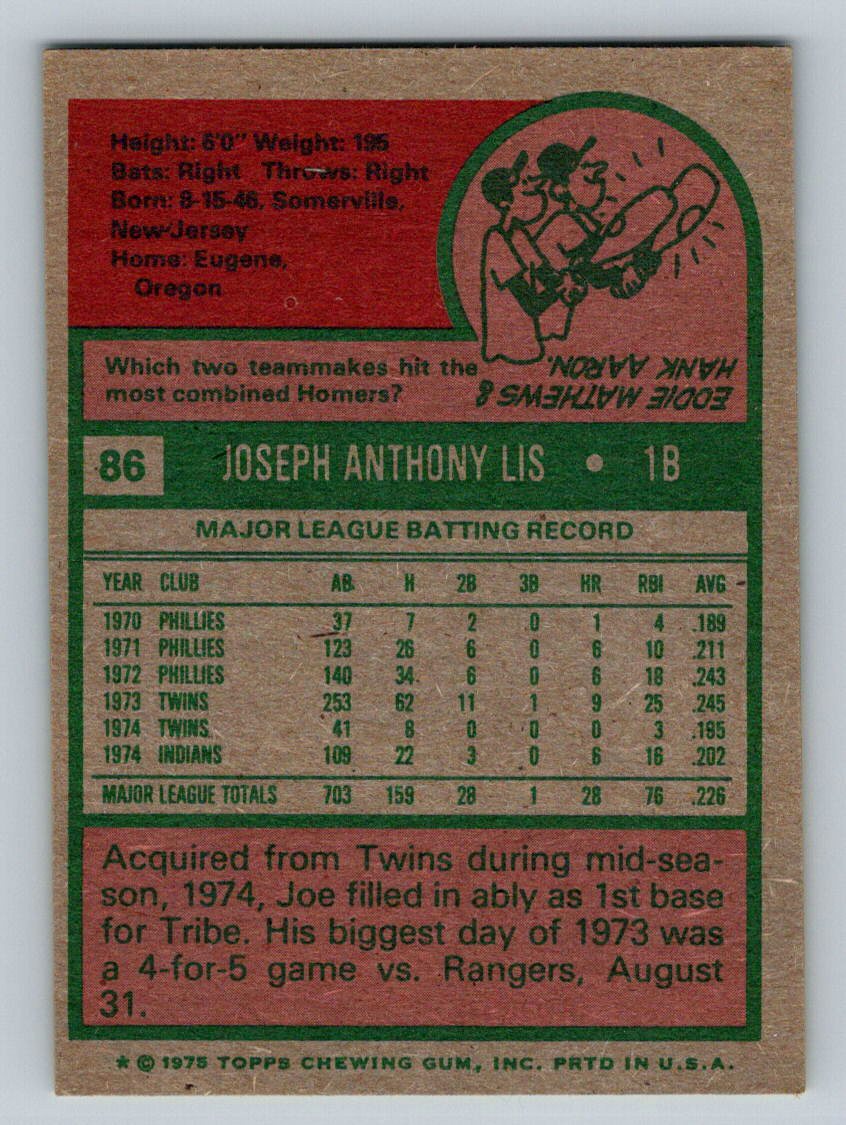 Height: 6'0" Weight: 195
Bats: Right Throws: Right
Born: 8-15-46, Somerville,
New Jersey
Home: Eugene,
Oregon
Which two teammakes hit the
most combined Homers?
EDDIE MATHEWS &
HANK AARON.
86 JOSEPH ANTHONY LIS • 1B
MAJOR LEAGUE BATTING RECORD
YEAR CLUB AB H 2B 3B HR RBI AVG
1970 PHILLIES 37 7 2 0 1 4 .189
1971 PHILLIES 123 26 6 0 6 10 .211
1972 PHILLIES 140 34 6 0 6 18 .243
1973 TWINS 253 62 11 1 9 25 .245
1974 TWINS 41 8 0 0 0 3 .195
1974 INDIANS 109 22 3 0 6 16 .202
MAJOR LEAGUE TOTALS 703 159 28 1 28 76 .226
Acquired from Twins during mid-sea-
son, 1974, Joe filled in ably as 1st base
for Tribe. His biggest day of 1973 was
a 4-for-5 game vs. Rangers, August
31.
* © 1975 TOPPS CHEWING GUM, INC. PRTD IN U.S.A.